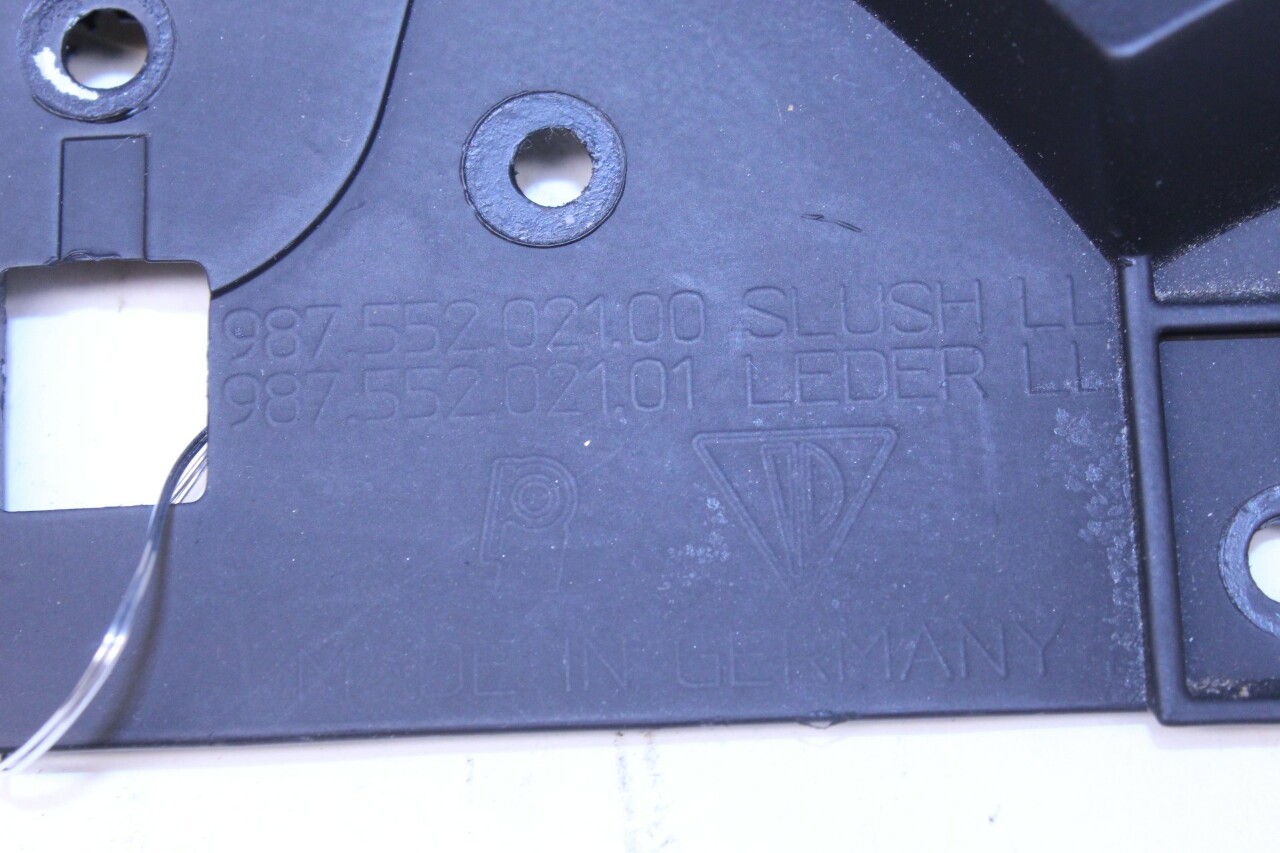 987.552.021.00 SLUSH LL
987.552.021.01 LEDER LL
MADE IN GERMANY